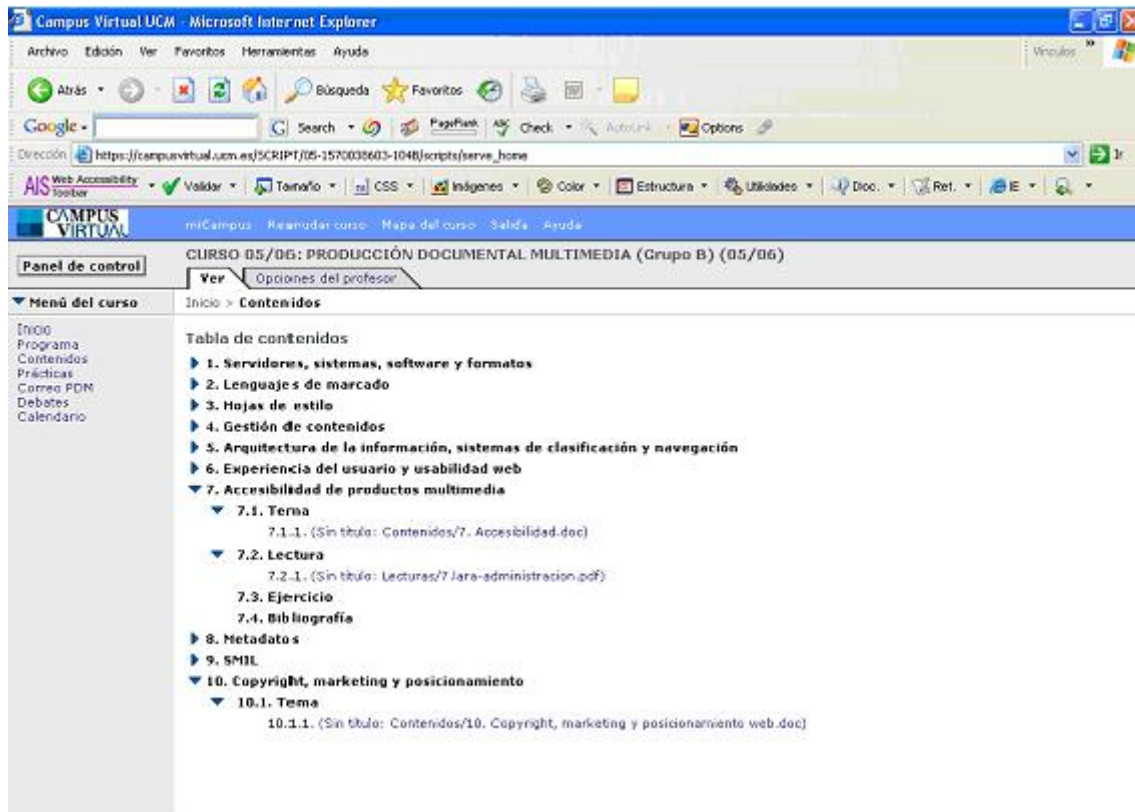 Campus Virtual UCM - Microsoft Internet Explorer
Archivo Edición Ver Favoritos Herramientas Ayuda Vínculos
Atrás Búsqueda Favoritos
Google Search PageRank Check AutoLink Options
Dirección https://campusvirtual.ucm.es/SCRIPT/05-1570038603-1048/scripts/serve_home Ir
AIS Web Accessibility Toolbar Validar Tamaño CSS Imágenes Color Estructura Utilidades Doc. Ref. IE
CAMPUS VIRTUAL miCampus Reanudar curso Mapa del curso Salida Ayuda
Panel de control CURSO 05/06: PRODUCCIÓN DOCUMENTAL MULTIMEDIA (Grupo B) (05/06)
Ver Opciones del profesor
Menú del curso Inicio > Contenidos
Inicio
Programa
Contenidos
Prácticas
Correo PDM
Debates
Calendario
Tabla de contenidos
1. Servidores, sistemas, software y formatos
2. Lenguajes de marcado
3. Hojas de estilo
4. Gestión de contenidos
5. Arquitectura de la información, sistemas de clasificación y navegación
6. Experiencia del usuario y usabilidad web
7. Accesibilidad de productos multimedia
7.1. Tema
7.1.1. (Sin título: Contenidos/7. Accesibilidad.doc)
7.2. Lectura
7.2.1. (Sin título: Lecturas/7 Jara-administracion.pdf)
7.3. Ejercicio
7.4. Bibliografía
8. Metadatos
9. SMIL
10. Copyright, marketing y posicionamiento
10.1. Tema
10.1.1. (Sin título: Contenidos/10. Copyright, marketing y posicionamiento web.doc)